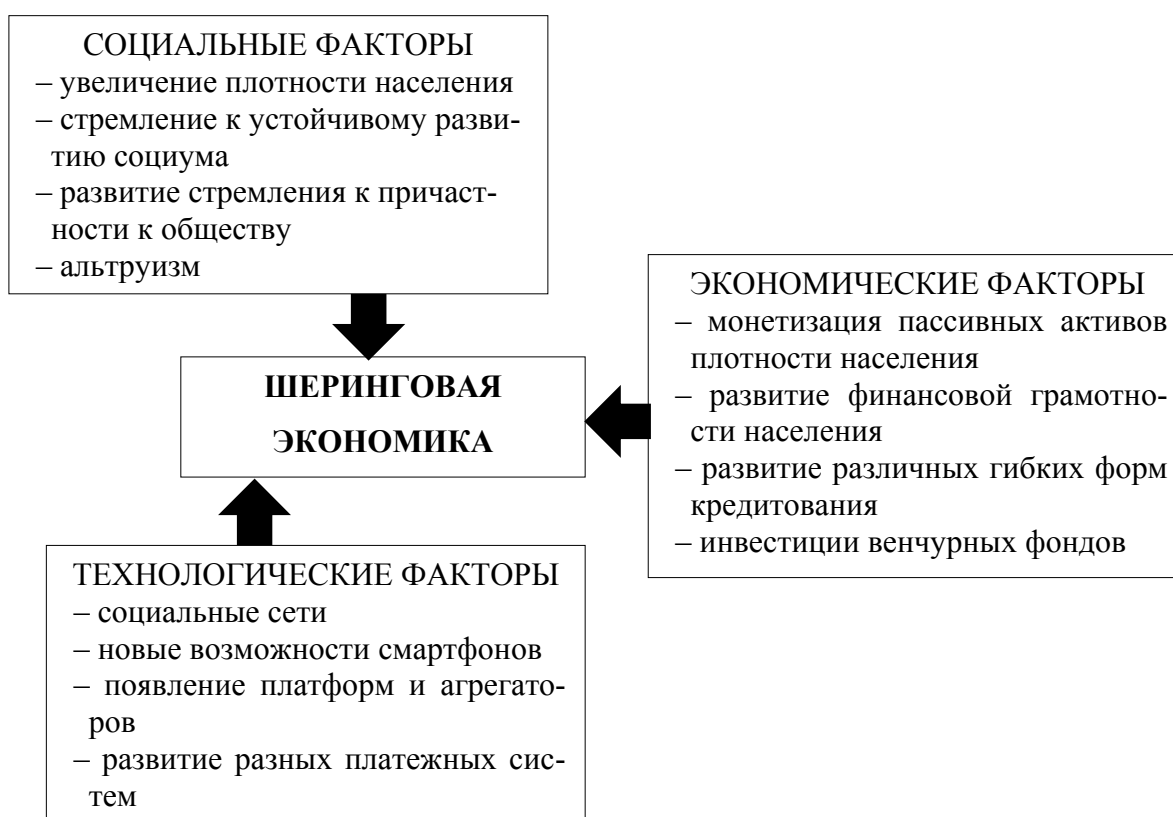 СОЦИАЛЬНЫЕ ФАКТОРЫ
– увеличение плотности населения
– стремление к устойчивому разви-
тию социума
– развитие стремления к причаст-
ности к обществу
– альтруизм
ЭКОНОМИЧЕСКИЕ ФАКТОРЫ
– монетизация пассивных активов
плотности населения
– развитие финансовой грамотно-
сти населения
– развитие различных гибких форм
кредитования
– инвестиции венчурных фондов
ШЕРИНГОВАЯ
ЭКОНОМИКА
ТЕХНОЛОГИЧЕСКИЕ ФАКТОРЫ
– социальные сети
– новые возможности смартфонов
– появление платформ и агрегато-
ров
– развитие разных платежных сис-
тем